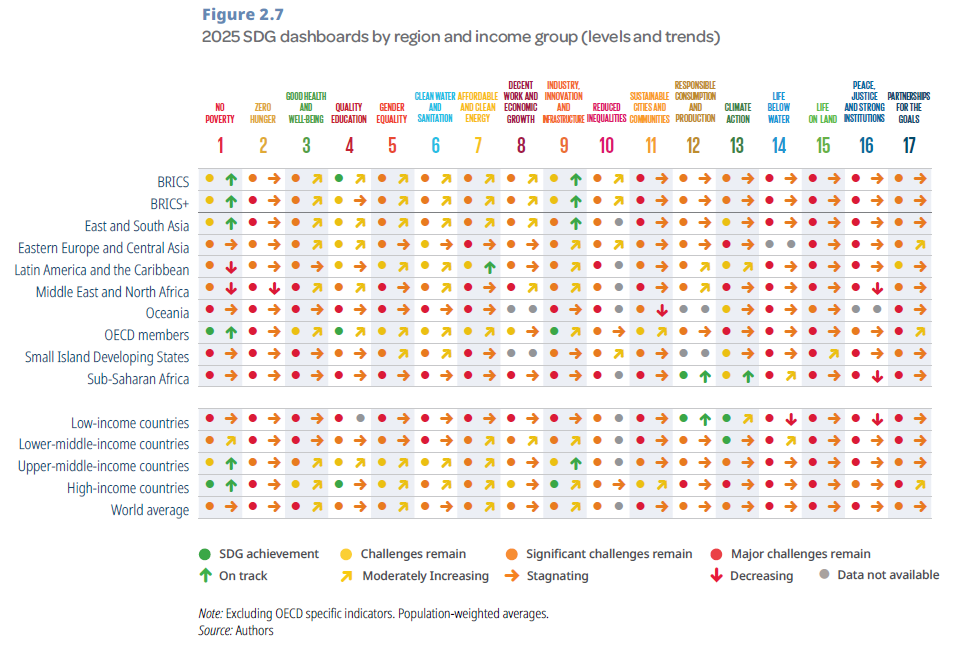 Figure 2.7
2025 SDG dashboards by region and income group (levels and trends)
NO
POVERTY
ZERO
HUNGER
GOOD HEALTH
AND
WELL-BEING
QUALITY
EDUCATION
GENDER
EQUALITY
CLEAN WATER
AND
SANITATION
AFFORDABLE
AND CLEAN
ENERGY
DECENT
WORK AND
ECONOMIC
GROWTH
INDUSTRY,
INNOVATION
AND
INFRASTRUCTURE
REDUCED
INEQUALITIES
SUSTAINABLE
CITIES AND
COMMUNITIES
RESPONSIBLE
CONSUMPTION
AND
PRODUCTION
CLIMATE
ACTION
LIFE
BELOW
WATER
LIFE
ON LAND
PEACE,
JUSTICE
AND STRONG
INSTITUTIONS
PARTNERSHIPS
FOR THE
GOALS
1 2 3 4 5 6 7 8 9 10 11 12 13 14 15 16 17
BRICS
BRICS+
East and South Asia
Eastern Europe and Central Asia
Latin America and the Caribbean
Middle East and North Africa
Oceania
OECD members
Small Island Developing States
Sub-Saharan Africa
Low-income countries
Lower-middle-income countries
Upper-middle-income countries
High-income countries
World average
SDG achievement Challenges remain Significant challenges remain Major challenges remain
On track Moderately Increasing Stagnating Decreasing Data not available
Note: Excluding OECD specific indicators. Population-weighted averages.
Source: Authors